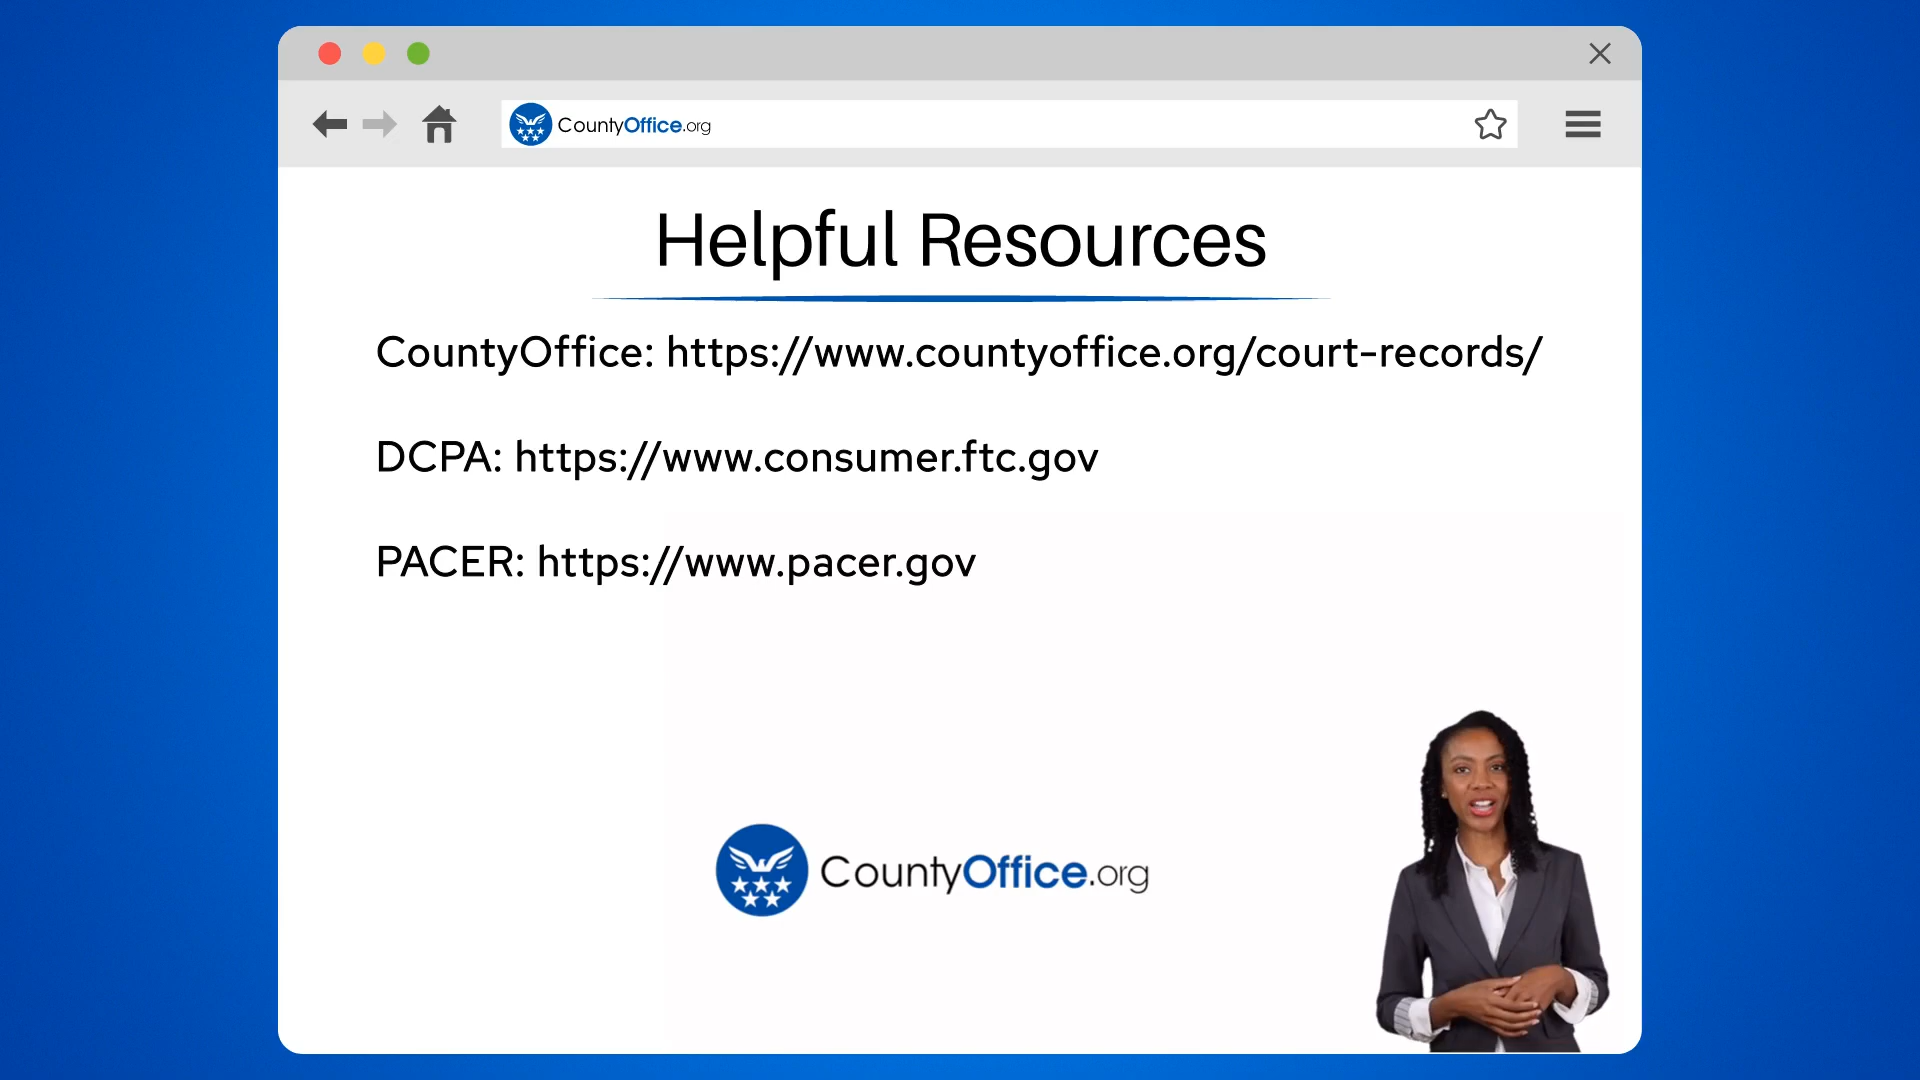 CountyOffice.org
Helpful Resources
CountyOffice: https://www.countyoffice.org/court-records/
DCPA: https://www.consumer.ftc.gov
PACER: https://www.pacer.gov
CountyOffice.org